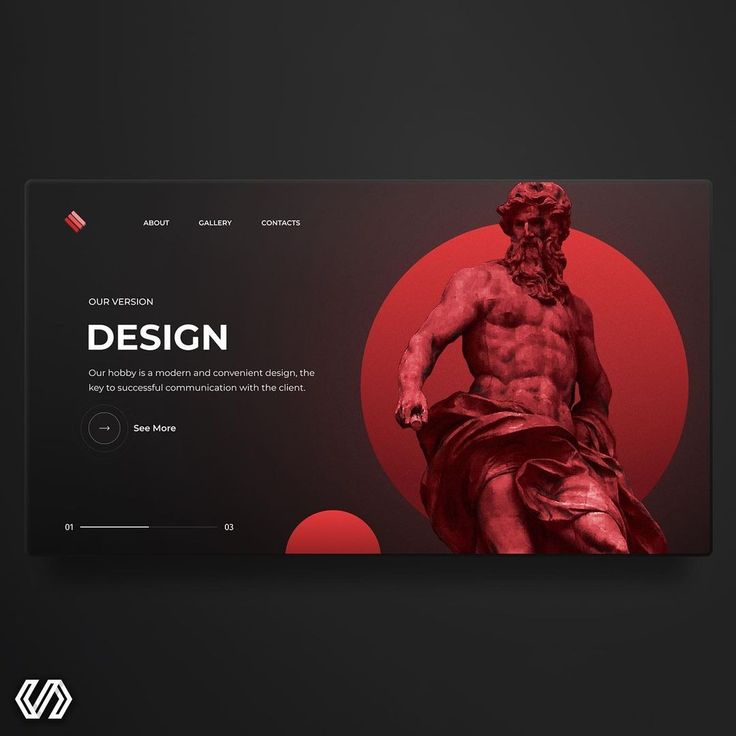 ABOUT GALLERY CONTACTS
OUR VERSION
DESIGN
Our hobby is a modern and convenient design, the
key to successful communication with the client.
See More
01 03